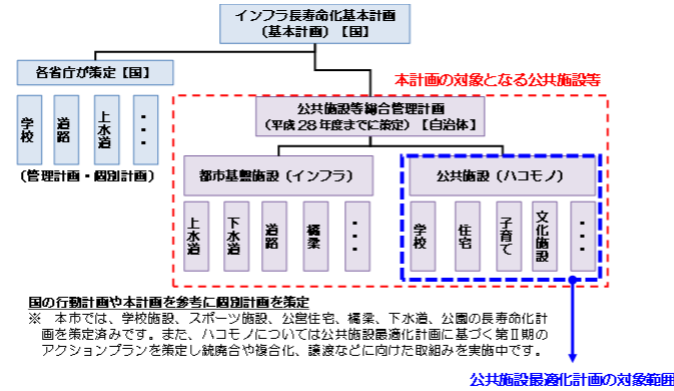 インフラ長寿命化基本計画
（基本計画）【国】
各省庁が策定【国】
学校
道路
上水道
・・・
（管理計画・個別計画）
本計画の対象となる公共施設等
公共施設等総合管理計画
（平成28年度までに策定）【自治体】
都市基盤施設（インフラ）
上水道
下水道
道路
橋梁
・・・
公共施設（ハコモノ）
学校
住宅
子育て
文化施設
・・・
国の行動計画や本計画を参考に個別計画を策定
※　本市では、学校施設、スポーツ施設、公営住宅、橋梁、下水道、公園の長寿命化計
画を策定済みです。また、ハコモノについては公共施設最適化計画に基づく第Ⅱ期の
アクションプランを策定し統廃合や複合化、譲渡などに向けた取組みを実施中です。
公共施設最適化計画の対象範囲